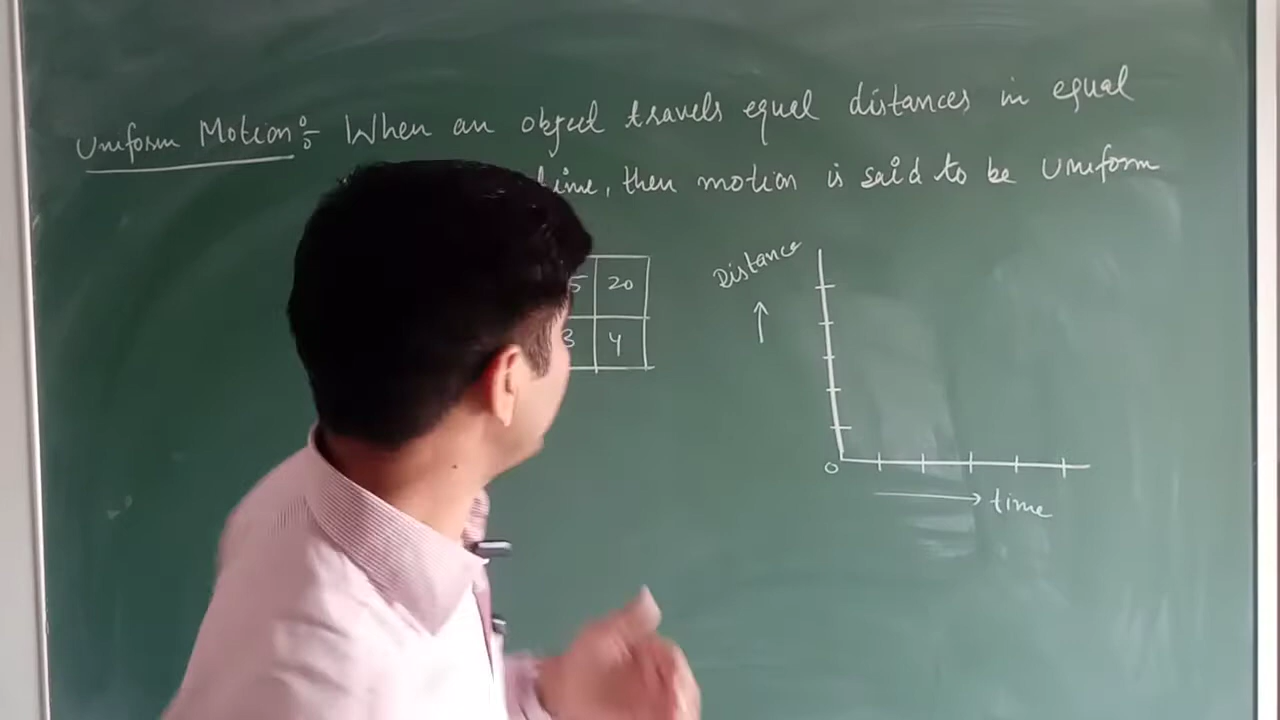 Uniform Motion:- When an object travels equal distances in equal
time, then motion is said to be Uniform
5 20
3 4
Distance
0
time